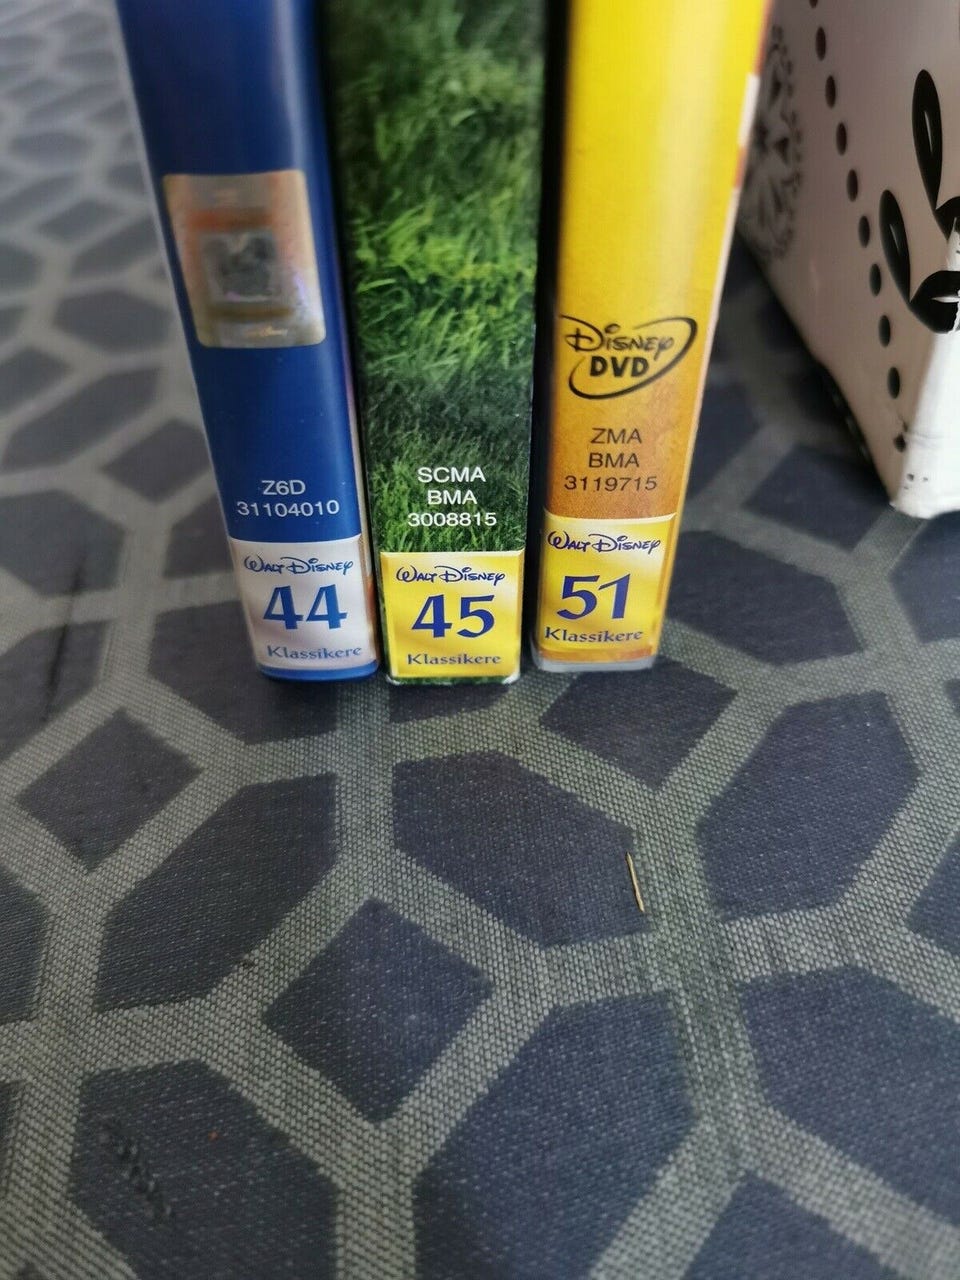 Z6D
31104010
WALT DISNEY
44
Klassikere
SCMA
BMA
3008815
WALT DISNEY
45
Klassikere
DISNEY
DVD
ZMA
BMA
3119715
WALT DISNEY
51
Klassikere